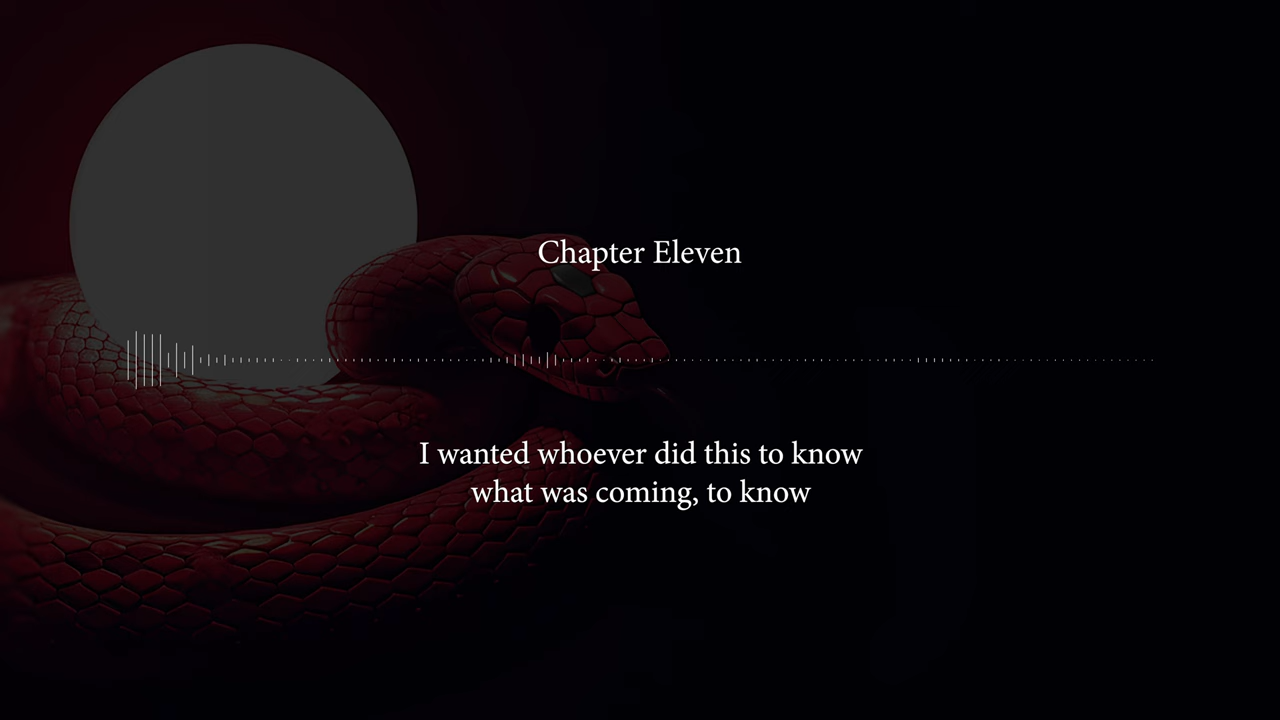 Chapter Eleven
I wanted whoever did this to know
what was coming, to know